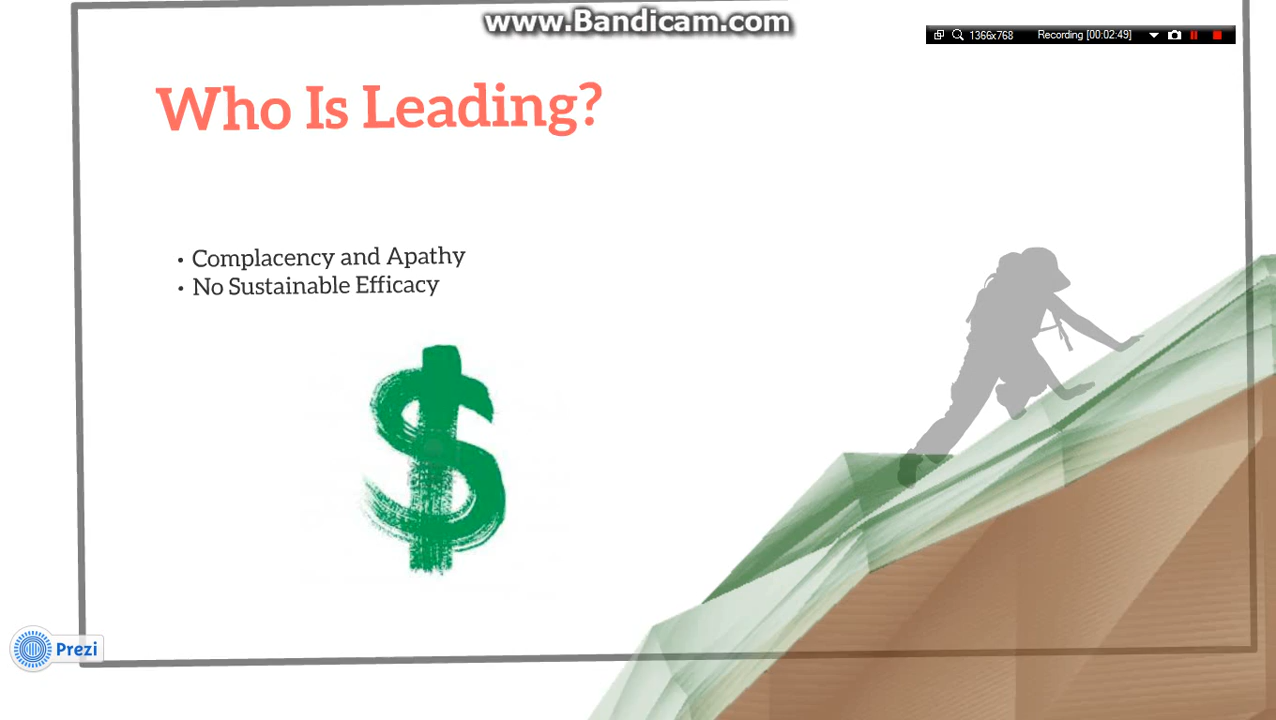 www.Bandicam.com
1366x768 Recording [00:02:49]
Who Is Leading?
• Complacency and Apathy
• No Sustainable Efficacy
$
Prezi